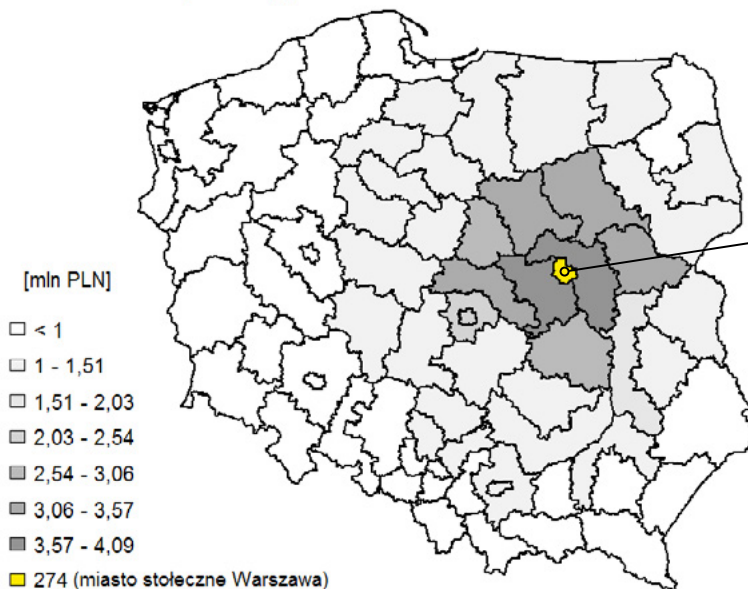 [mln PLN]
< 1
1 - 1,51
1,51 - 2,03
2,03 - 2,54
2,54 - 3,06
3,06 - 3,57
3,57 - 4,09
274 (miasto stołeczne Warszawa)